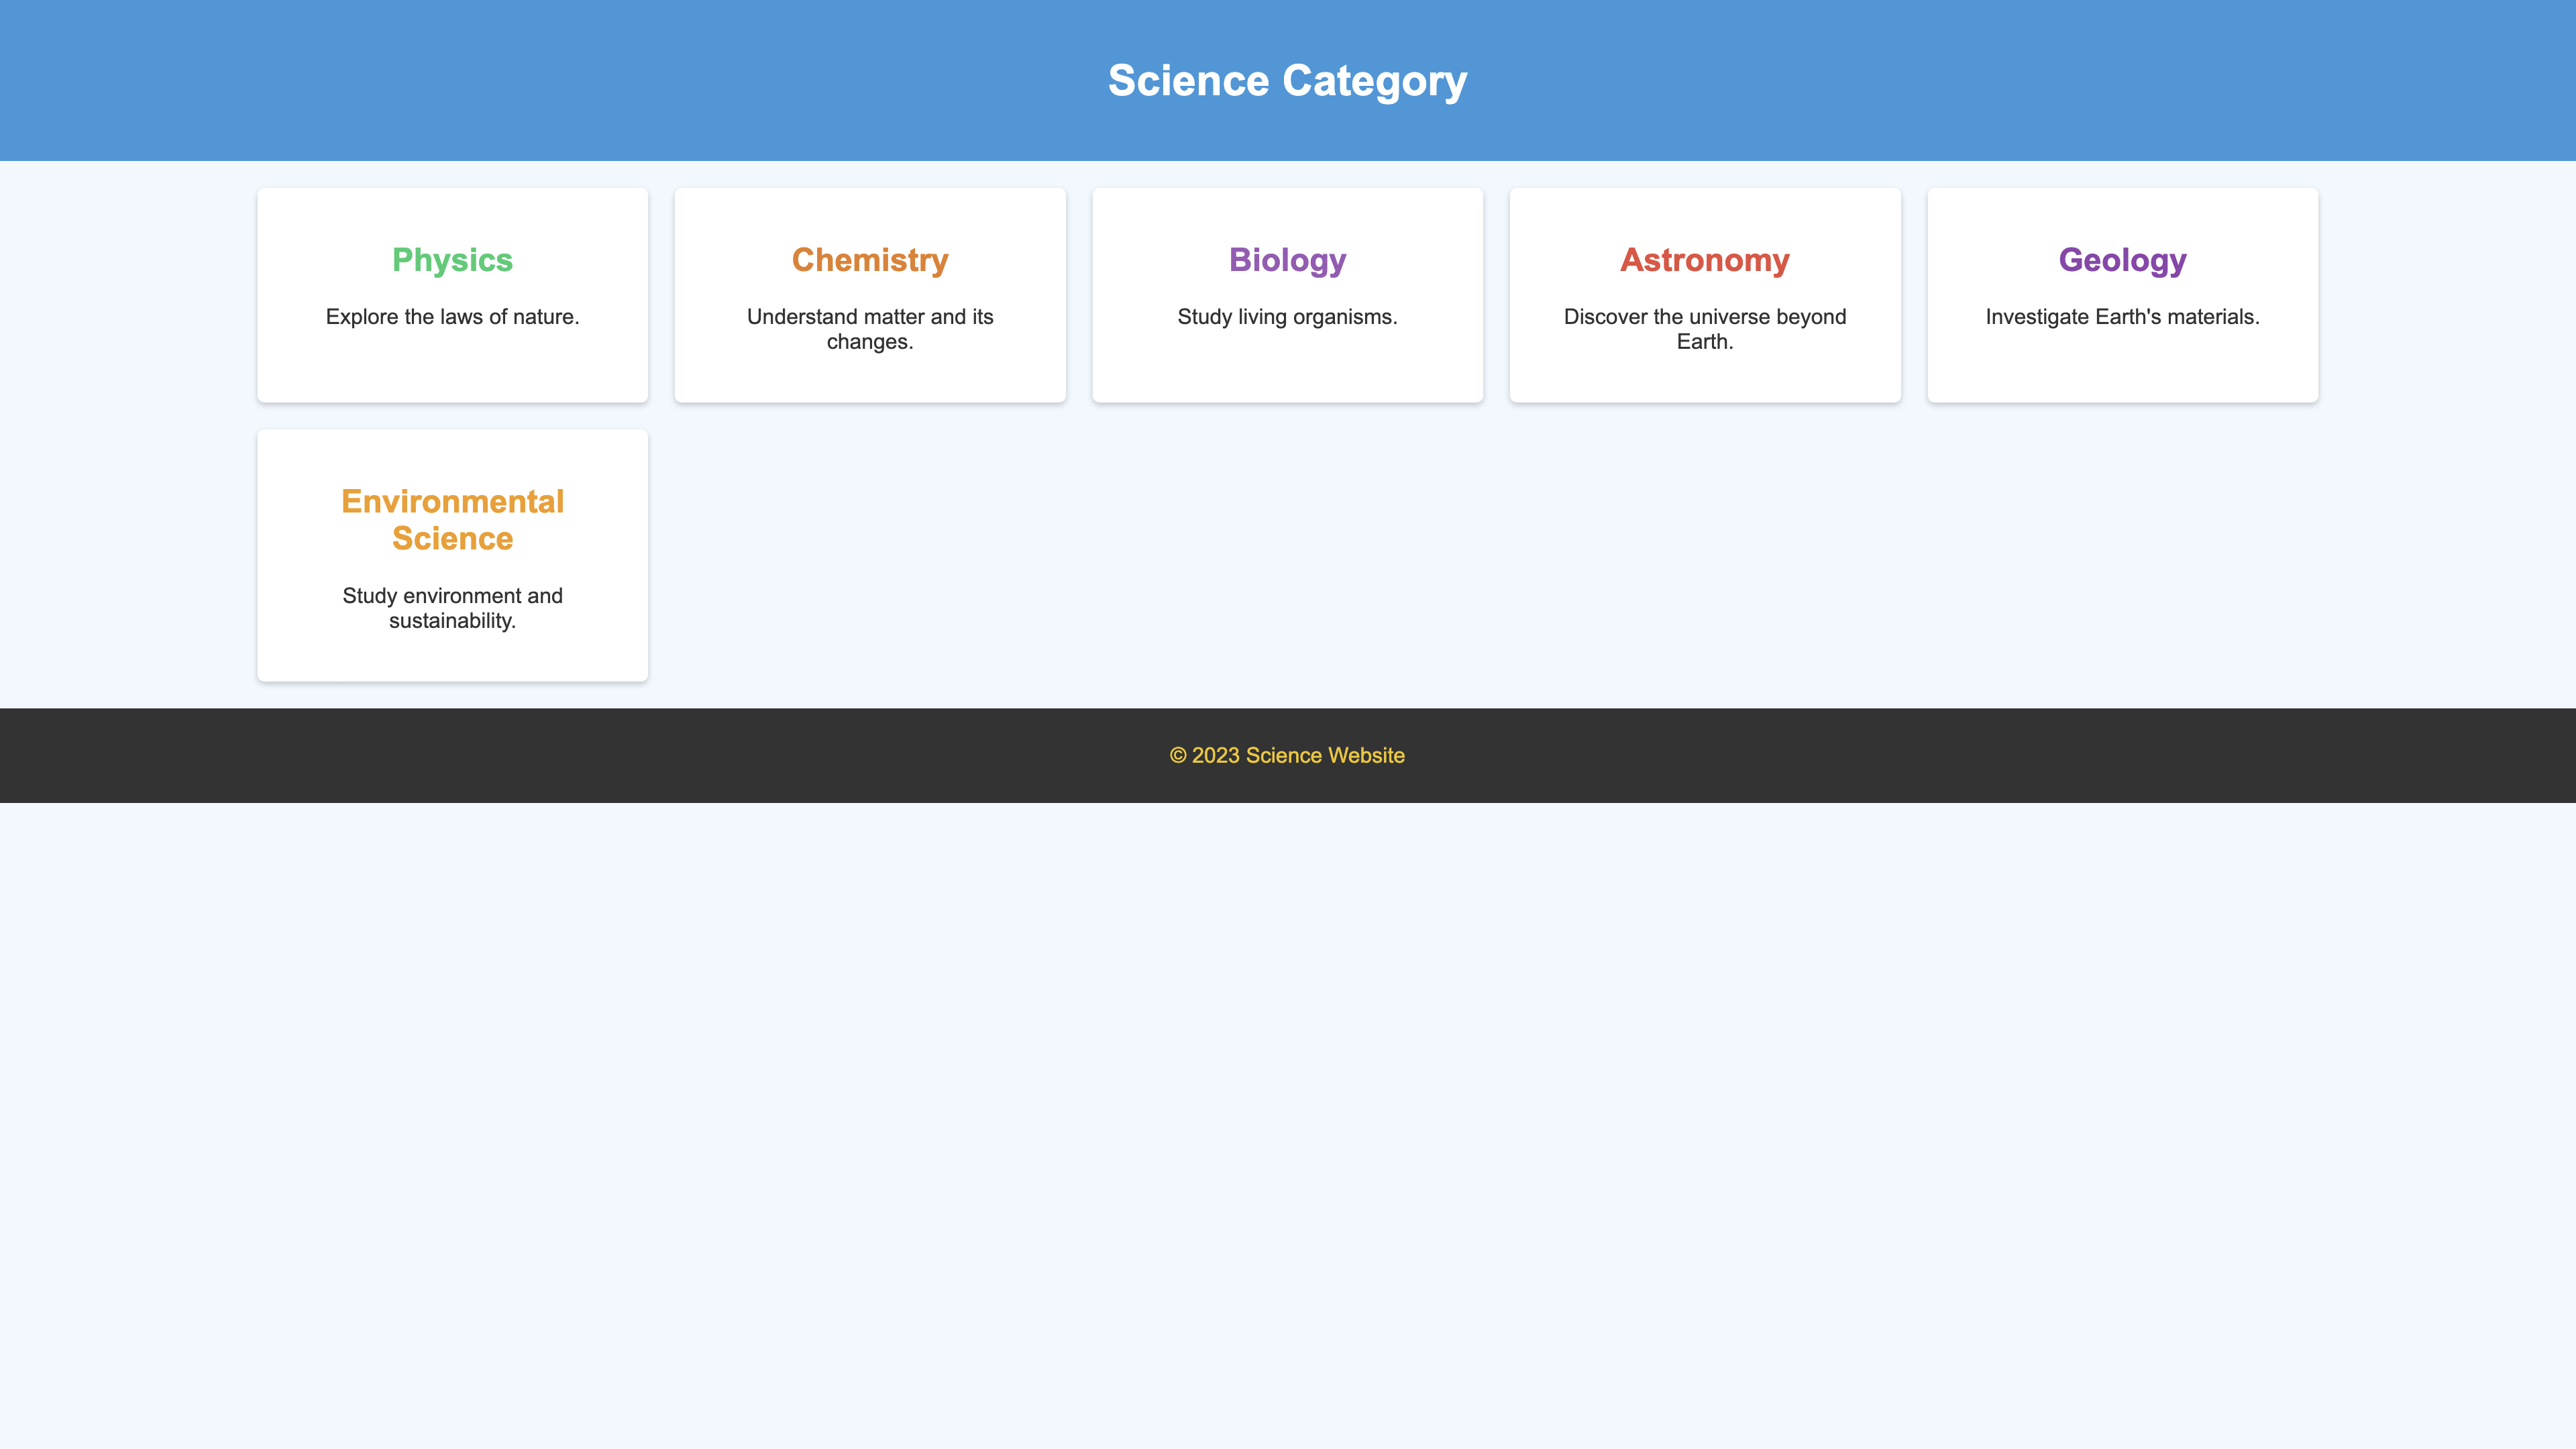 Science Category
Physics
Explore the laws of nature.
Chemistry
Understand matter and its
changes.
Biology
Study living organisms.
Astronomy
Discover the universe beyond
Earth.
Geology
Investigate Earth's materials.
Environmental
Science
Study environment and
sustainability.
© 2023 Science Website